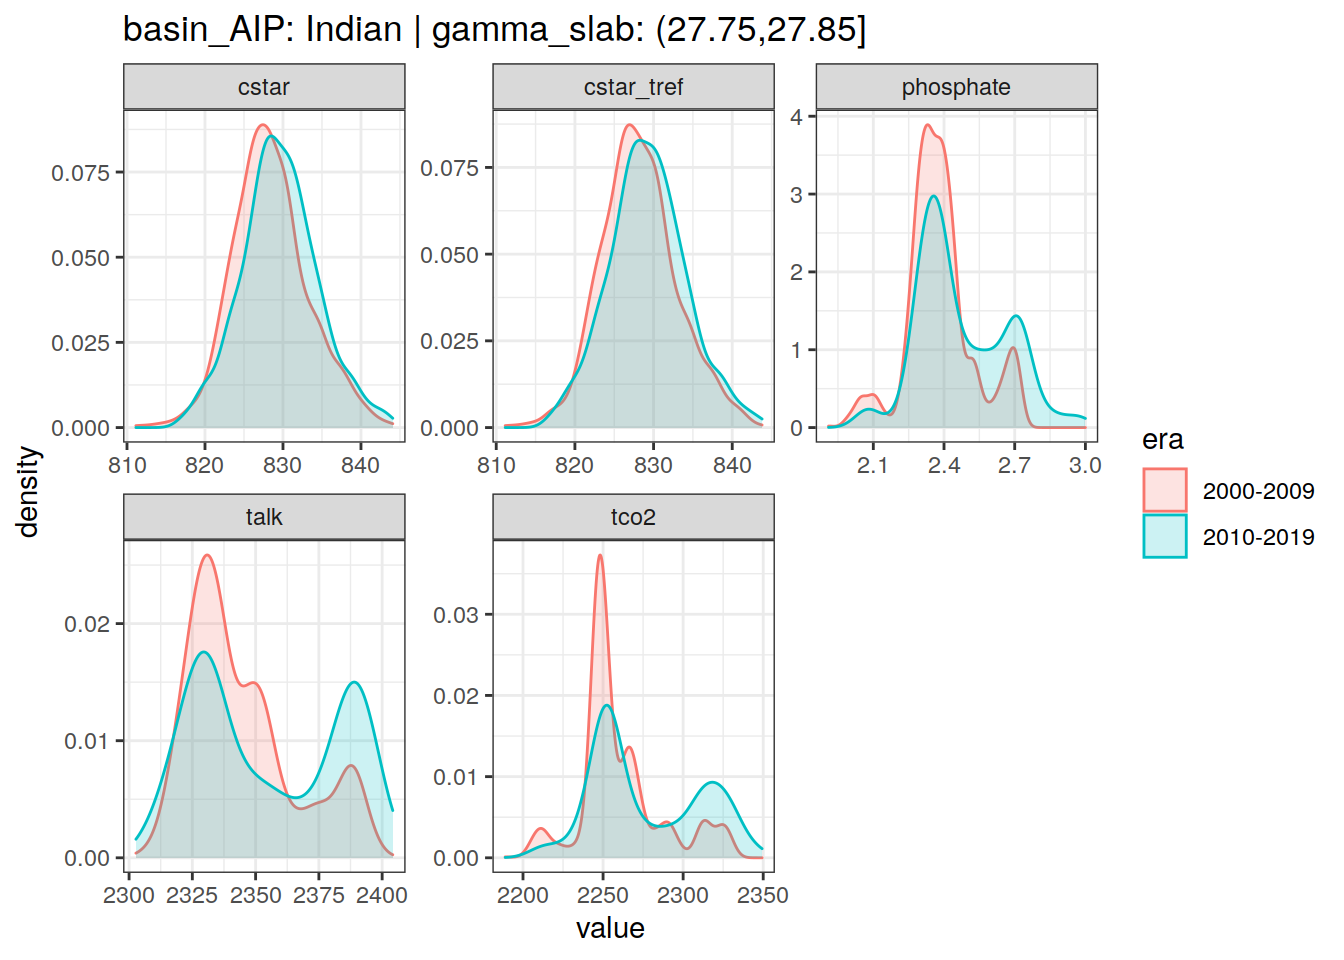 basin_AIP: Indian | gamma_slab: (27.75,27.85]
cstar
cstar_tref
phosphate
0.075
0.050
0.025
0.000
810 820 830 840
0.075
0.050
0.025
0.000
810 820 830 840
4
3
2
1
0
2.1 2.4 2.7 3.0
talk
tco2
0.02
0.01
0.00
2300 2325 2350 2375 2400
0.03
0.02
0.01
0.00
2200 2250 2300 2350
density
value
era
2000-2009
2010-2019